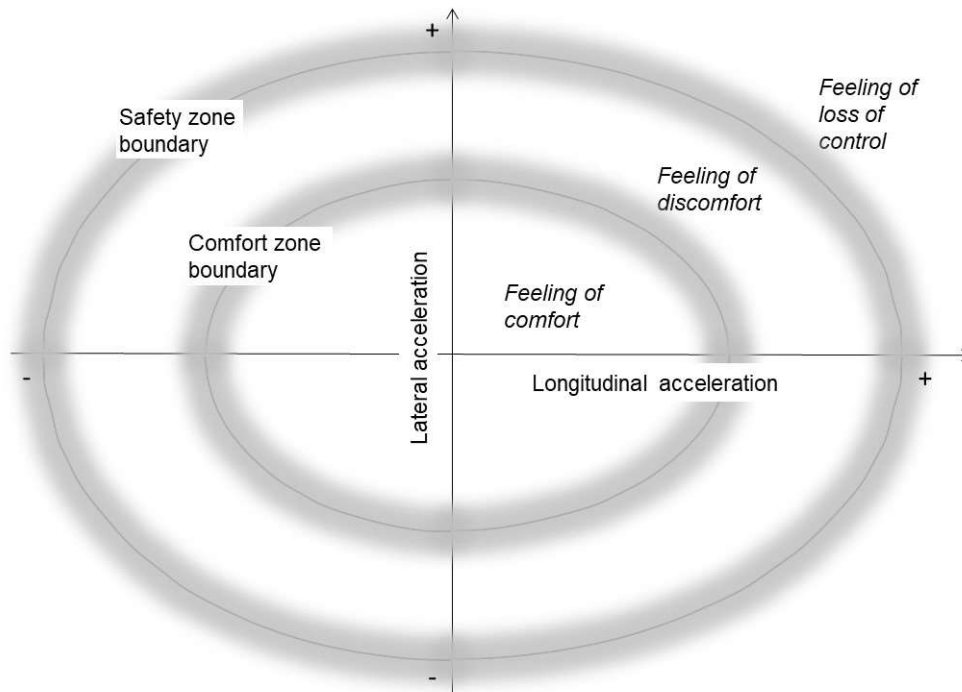 +
Safety zone
boundary
Feeling of
loss of
control
Feeling of
discomfort
Comfort zone
boundary
Lateral acceleration
Feeling of
comfort
-
Longitudinal acceleration
+
-